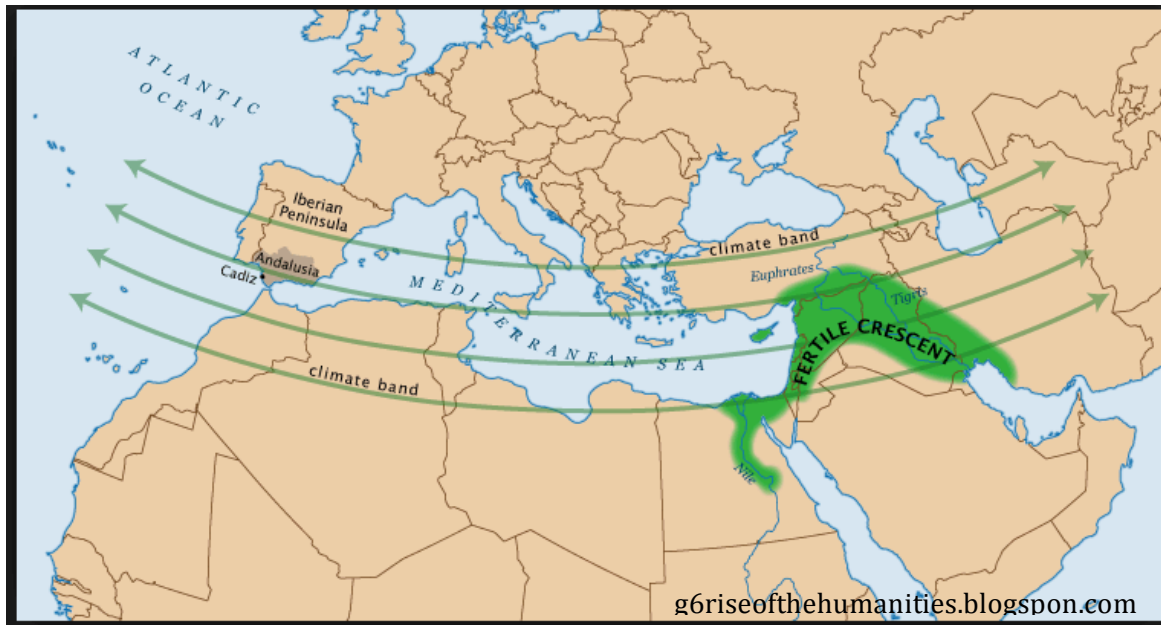 ATLANTIC
OCEAN
Iberian
Peninsula
Andalusia
Cadiz
MEDITERRANEAN SEA
climate band
climate band
Euphrates
Tigris
FERTILE CRESCENT
Nile
g6riseofthehumanities.blogspon.com